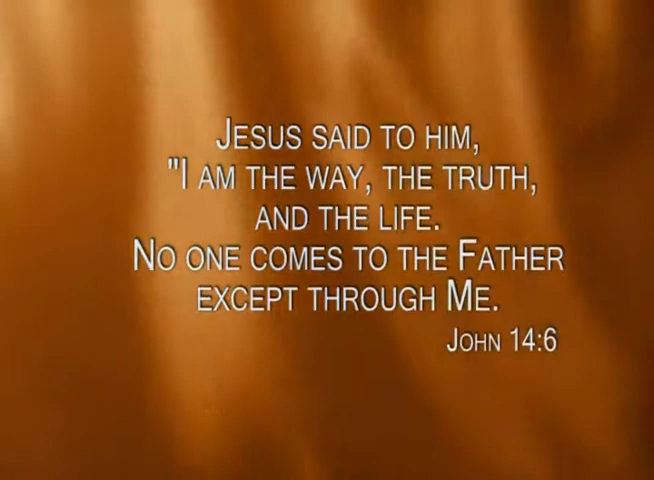 Jesus said to him,
"I am the way, the truth,
and the life.
No one comes to the Father
except through Me.
John 14:6